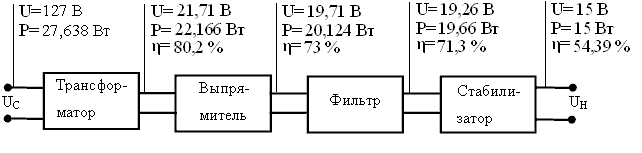 U=127 В
P=27,638 Вт
U=21,71 В
P= 22,166 Вт
η=80,2 %
U=19,71 В
P= 20,124 Вт
η=73 %
U=19,26 В
P=19,66 Вт
η=71,3 %
U=15 В
P=15 Вт
η=54,39 %
UС
Трансфор-
матор
Выпря-
митель
Фильтр
Стабили-
затор
UН